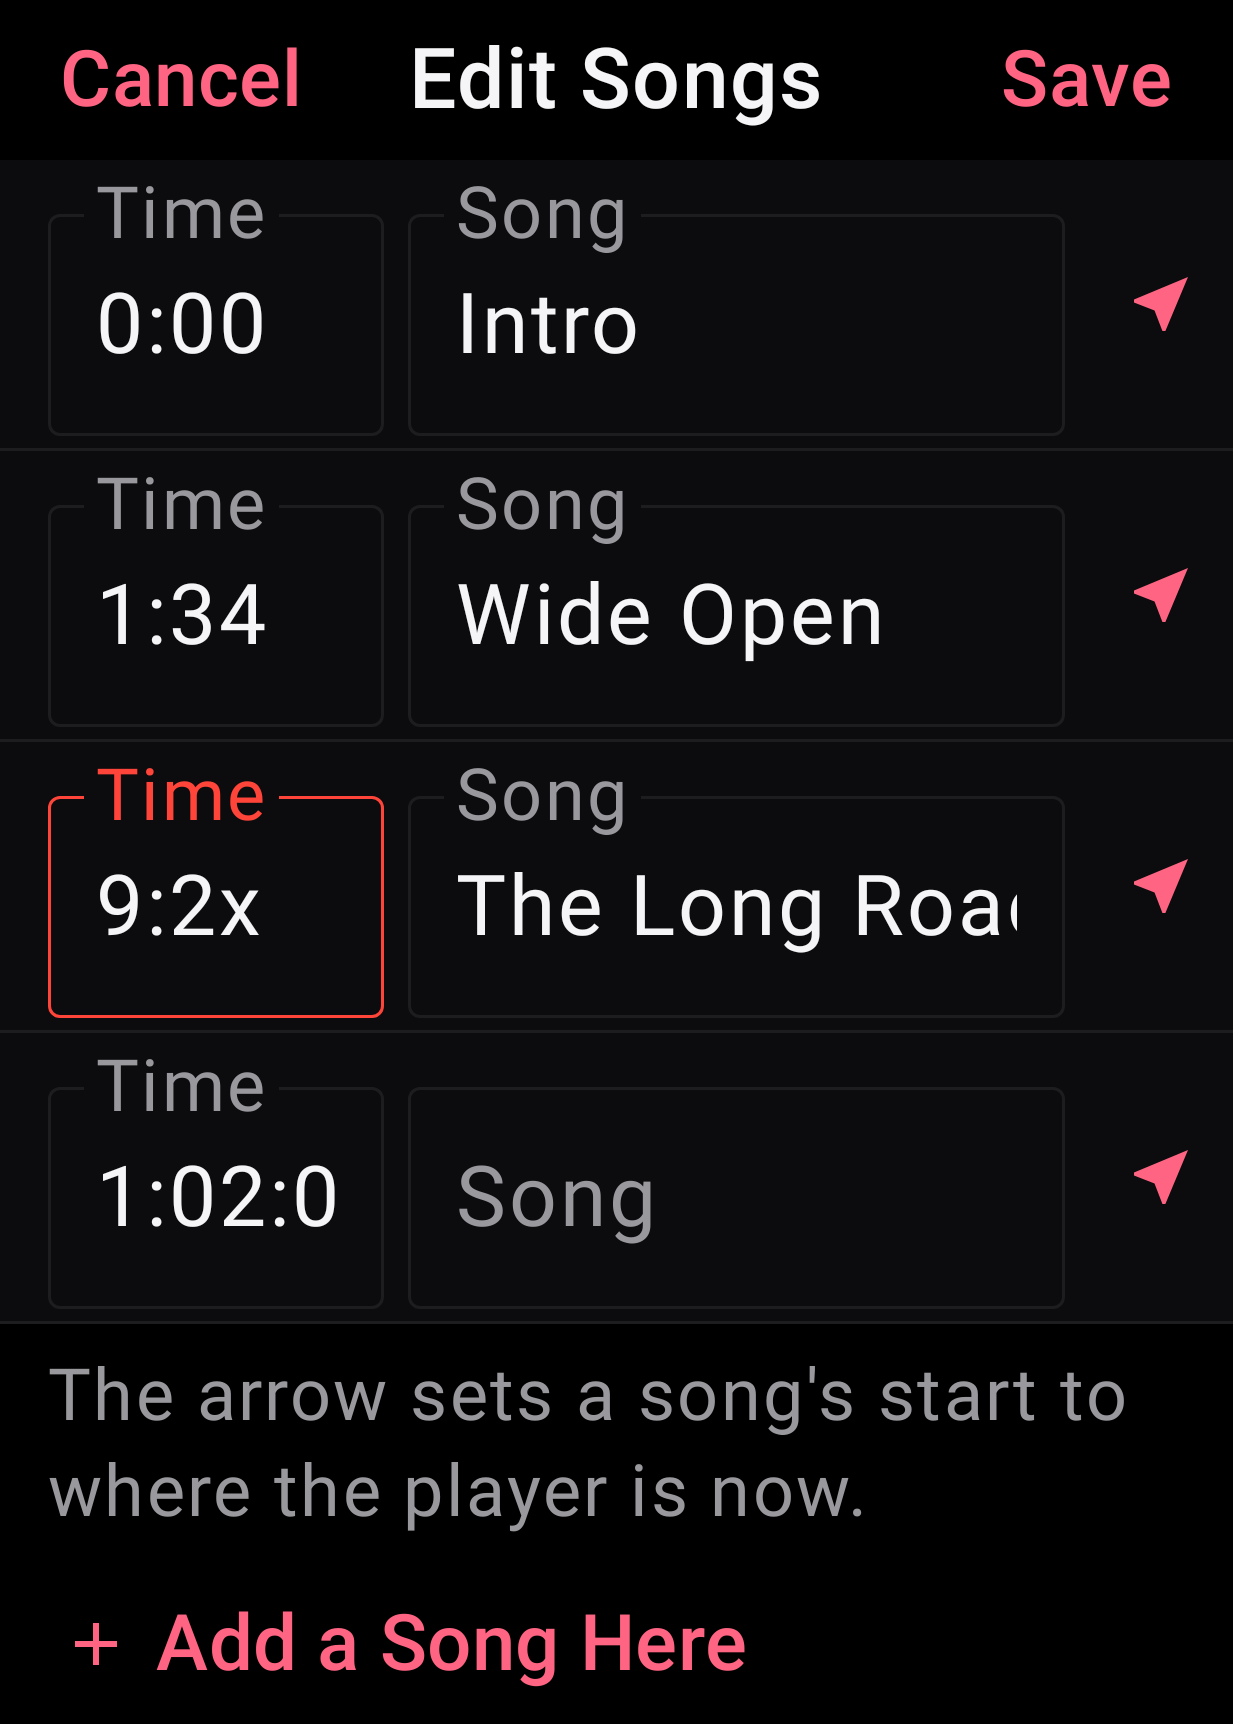 Cancel Edit Songs Save
Time Song
0:00 Intro
Time Song
1:34 Wide Open
Time Song
9:2x The Long Road
Time
1:02:0 Song
The arrow sets a song's start to
where the player is now.
+ Add a Song Here